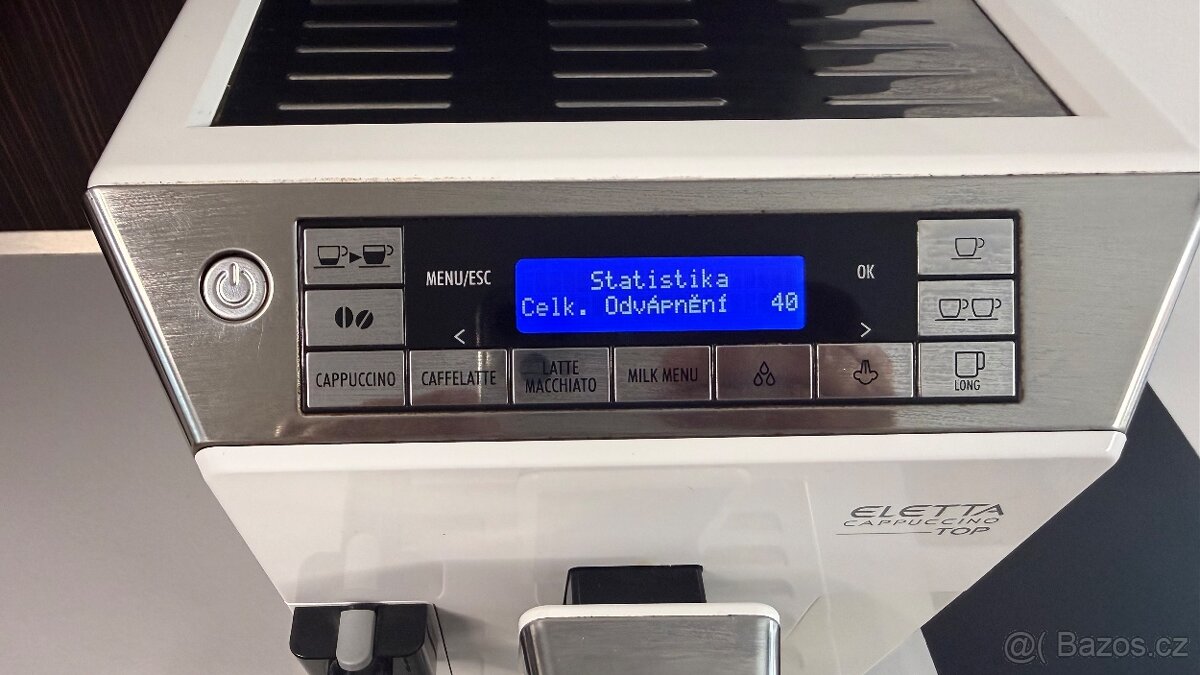 MENU/ESC
Statistika
Celk. Odvápnění 40
OK
<
>
CAPPUCCINO
CAFFELATTE
LATTE
MACCHIATO
MILK MENU
LONG
ELETTA
CAPPUCCINO
TOP
@( Bazos.cz